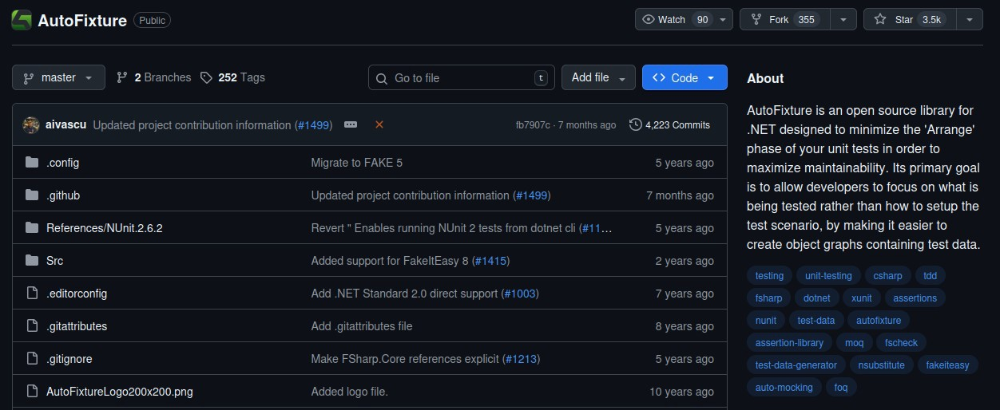 AutoFixture Public Watch 90 Fork 355 Star 3.5k
master 2 Branches 252 Tags Go to file t Add file Code
aivascu Updated project contribution information (#1499) fb7907c · 7 months ago 4,223 Commits
.config Migrate to FAKE 5 5 years ago
.github Updated project contribution information (#1499) 7 months ago
References/NUnit.2.6.2 Revert " Enables running NUnit 2 tests from dotnet cli (#11… 5 years ago
Src Added support for FakeItEasy 8 (#1415) 2 years ago
.editorconfig Add .NET Standard 2.0 direct support (#1003) 7 years ago
.gitattributes Add .gitattributes file 8 years ago
.gitignore Make FSharp.Core references explicit (#1213) 5 years ago
AutoFixtureLogo200x200.png Added logo file. 10 years ago
About
AutoFixture is an open source library for
.NET designed to minimize the 'Arrange'
phase of your unit tests in order to
maximize maintainability. Its primary goal
is to allow developers to focus on what is
being tested rather than how to setup the
test scenario, by making it easier to
create object graphs containing test data.
testing unit-testing csharp tdd
fsharp dotnet xunit assertions
nunit test-data autofixture
assertion-library moq fscheck
test-data-generator nsubstitute fakeiteasy
auto-mocking foq